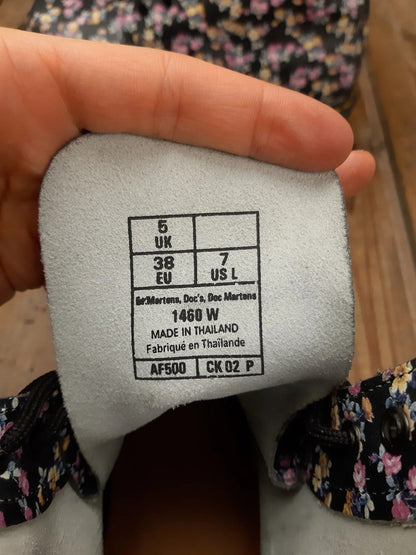 5
UK
38 7
EU US L
Dr.Martens, Doc's, Doc Martens
1460 W
MADE IN THAILAND
Fabriqué en Thaïlande
AF500 CK 02 P